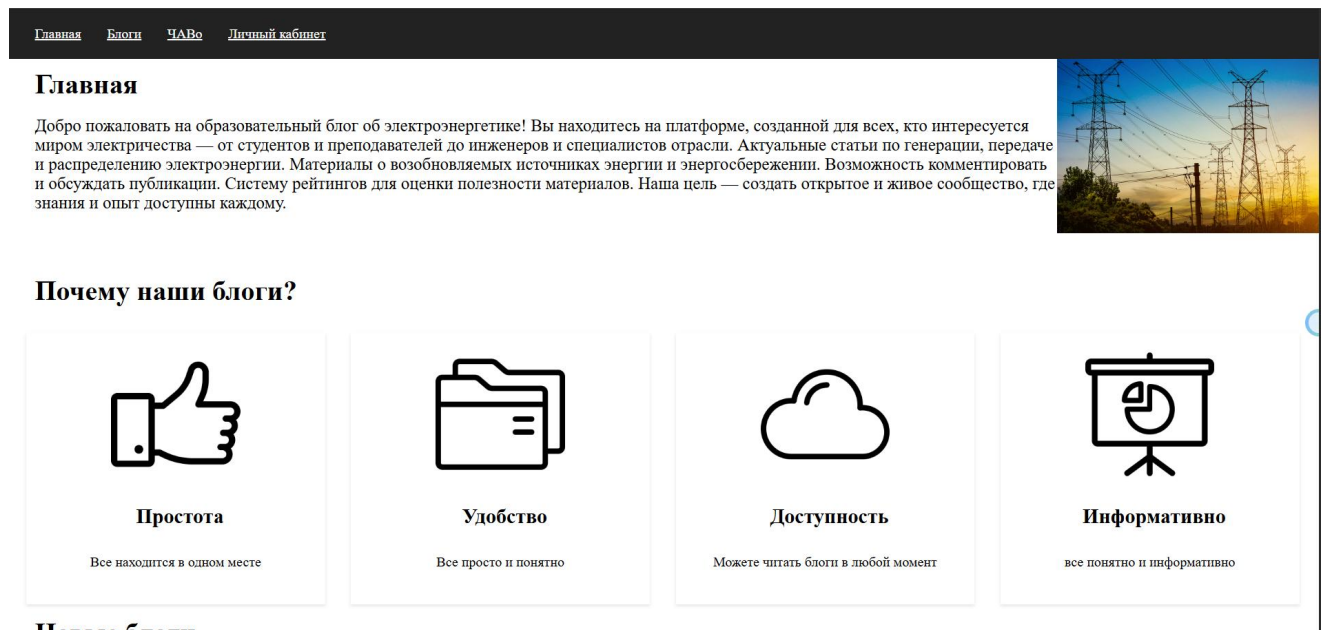 Главная Блоги ЧАВо Личный кабинет
Главная
Добро пожаловать на образовательный блог об электроэнергетике! Вы находитесь на платформе, созданной для всех, кто интересуется
миром электричества — от студентов и преподавателей до инженеров и специалистов отрасли. Актуальные статьи по генерации, передаче
и распределению электроэнергии. Материалы о возобновляемых источниках энергии и энергосбережении. Возможность комментировать
и обсуждать публикации. Систему рейтингов для оценки полезности материалов. Наша цель — создать открытое и живое сообщество, где
знания и опыт доступны каждому.
Почему наши блоги?
Простота
Все находится в одном месте
Удобство
Все просто и понятно
Доступность
Можете читать блоги в любой момент
Информативно
все понятно и информативно